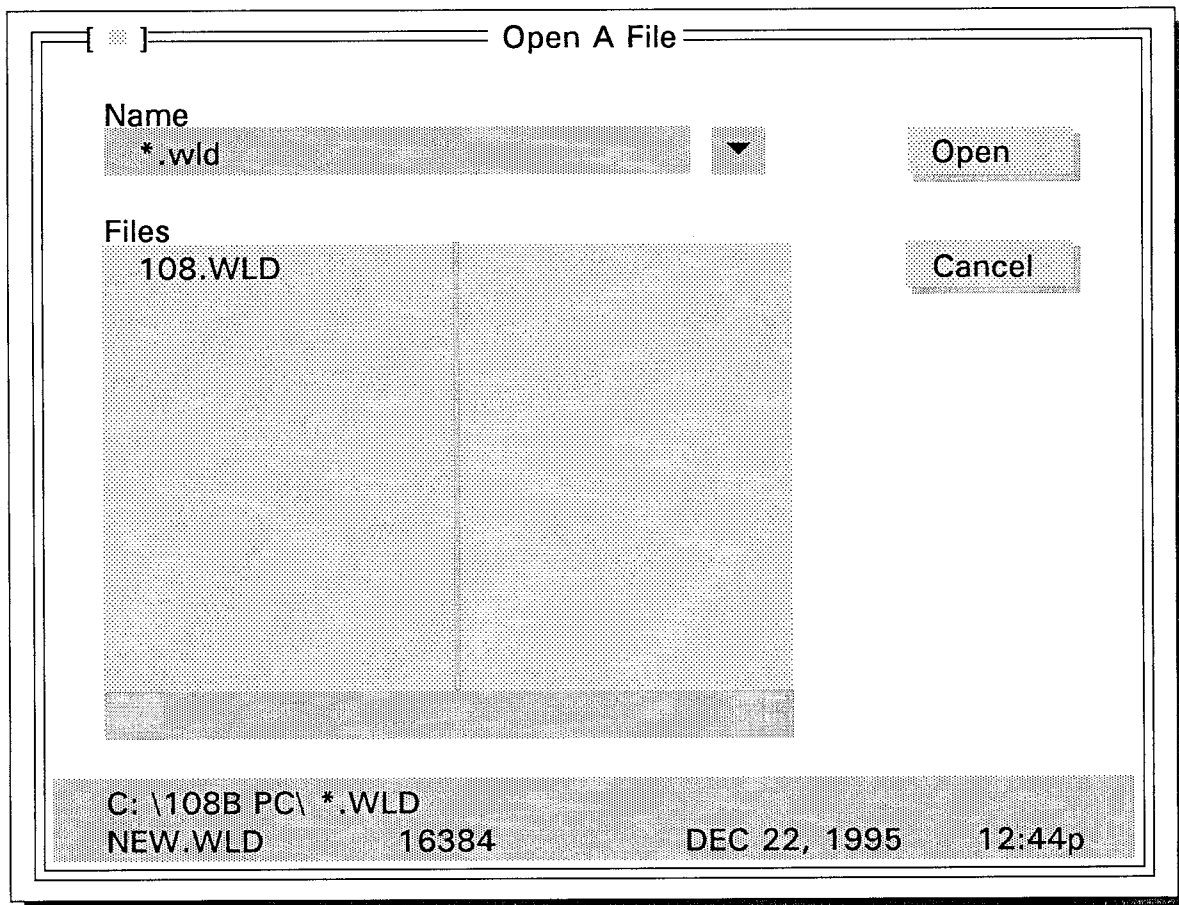 [ ] Open A File
Name
*.wld
Open
Files
108.WLD
Cancel
C: \108B PC\ *.WLD
NEW.WLD 16384 DEC 22, 1995 12:44p